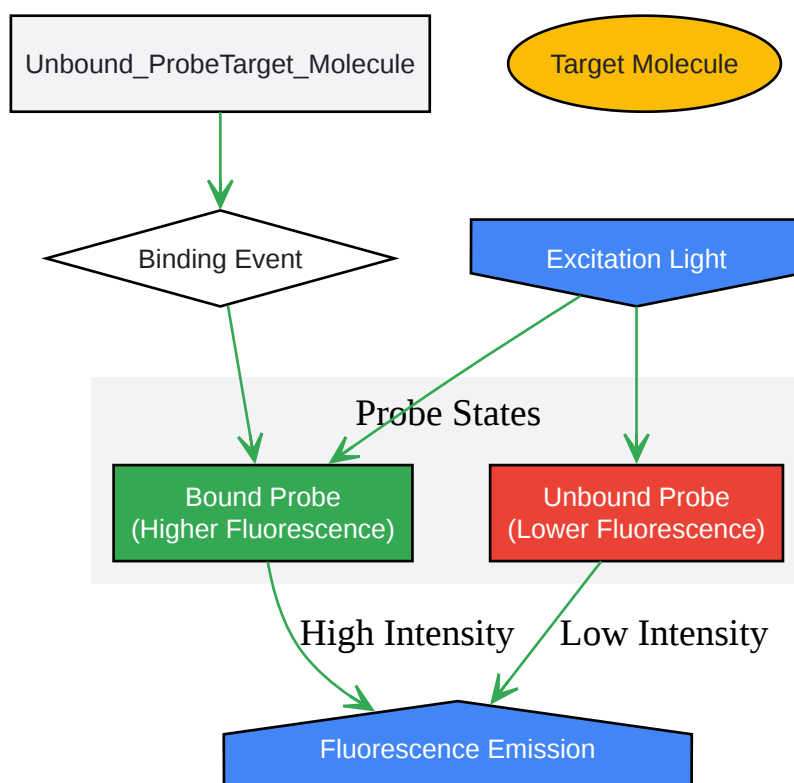 Unbound_ProbeTarget_Molecule
Target Molecule
Binding Event
Excitation Light
Probe States
Bound Probe
(Higher Fluorescence)
Unbound Probe
(Lower Fluorescence)
High Intensity
Low Intensity
Fluorescence Emission